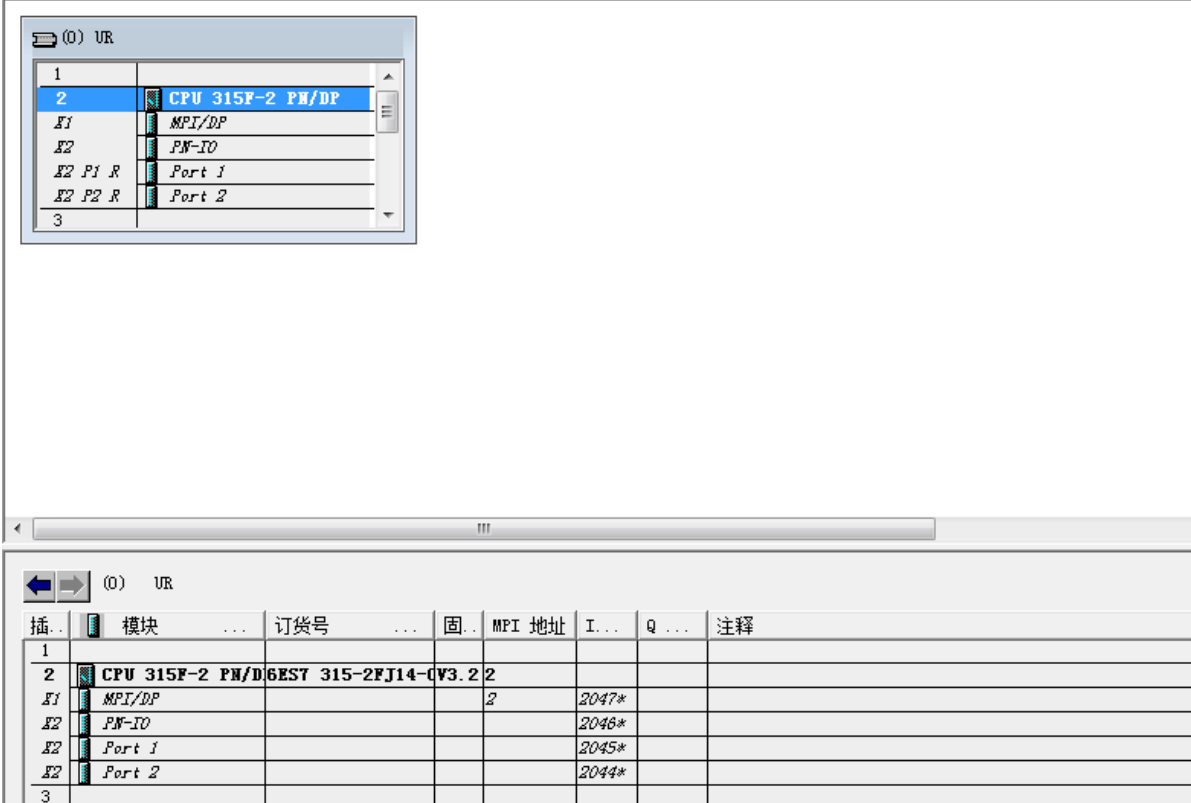 (0) UR
1
2 CPU 315F-2 PN/DP
X1 MPI/DP
X2 PN-IO
X2 P1 R Port 1
X2 P2 R Port 2
3
(0) UR
插.. 模块 ... 订货号 ... 固.. MPI 地址 I... Q ... 注释
1
2 CPU 315F-2 PN/D 6ES7 315-2FJ14-0 V3.2 2
X1 MPI/DP 2 2047*
X2 PN-IO 2046*
X2 Port 1 2045*
X2 Port 2 2044*
3